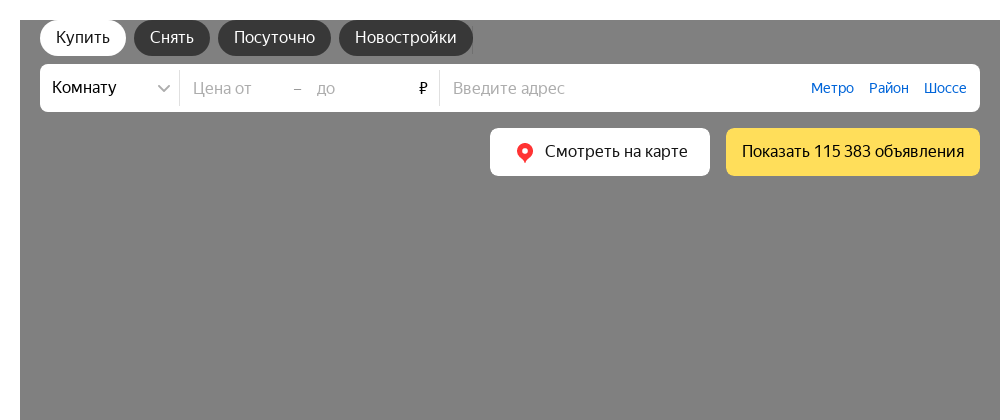 Купить Снять Посуточно Новостройки
Комнату Цена от – до ₽ Введите адрес Метро Район Шоссе
Смотреть на карте Показать 115 383 объявления